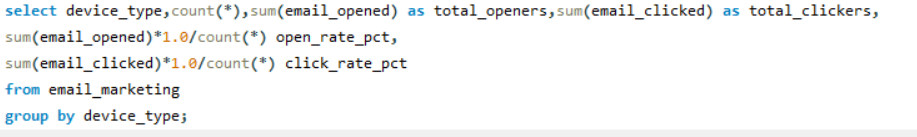 select device_type,count(*),sum(email_opened) as total_openers,sum(email_clicked) as total_clickers,
sum(email_opened)*1.0/count(*) open_rate_pct,
sum(email_clicked)*1.0/count(*) click_rate_pct
from email_marketing
group by device_type;